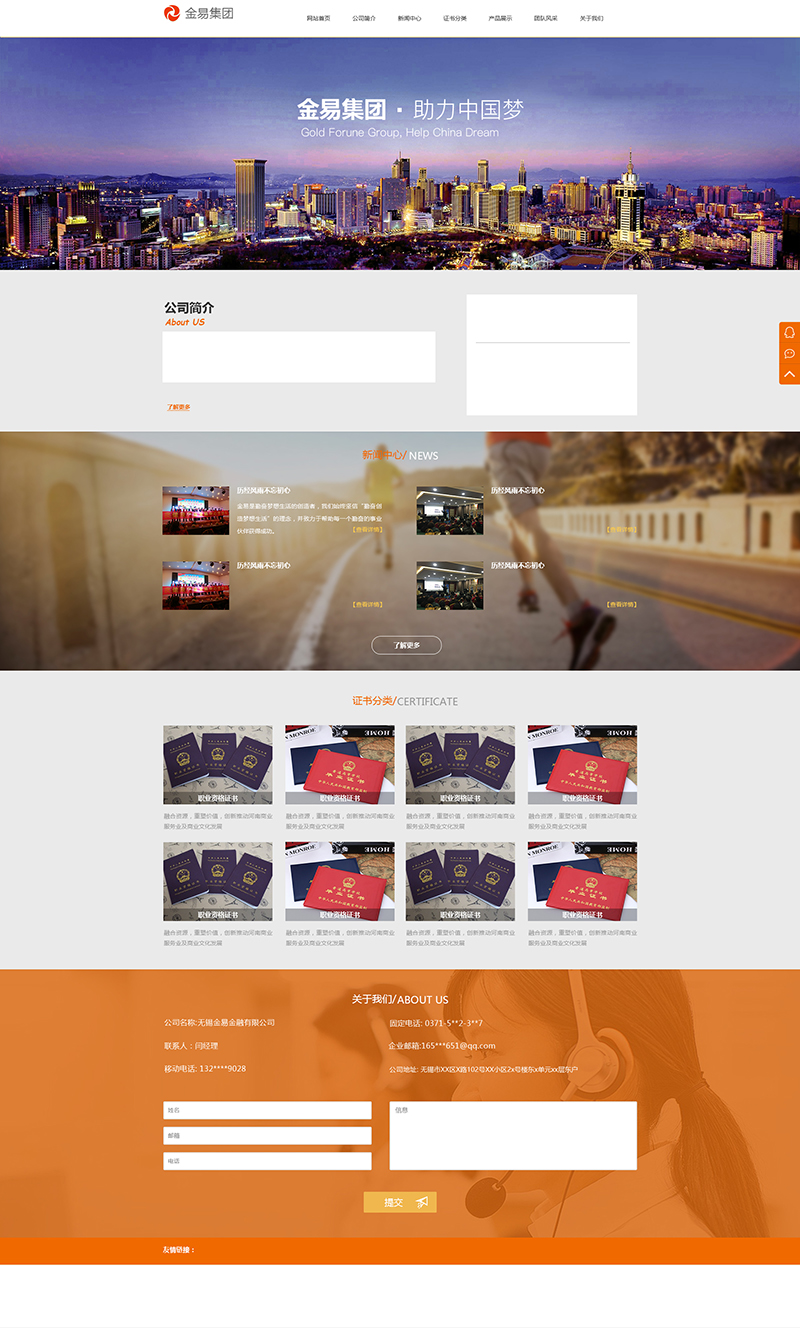 金易集团
网站首页 公司简介 新闻中心 证书分类 产品展示 团队风采 关于我们
金易集团 · 助力中国梦
Gold Forune Group, Help China Dream
公司简介
About US
了解更多
新闻中心/ NEWS
历经风雨不忘初心
金易是勤奋梦想生活的创造者，我们始终坚信“勤奋创
造梦想生活”的理念，并致力于帮助每一个勤奋的事业
伙伴获得成功。
【查看详情】
历经风雨不忘初心
【查看详情】
历经风雨不忘初心
【查看详情】
历经风雨不忘初心
【查看详情】
了解更多
证书分类/CERTIFICATE
职业资格证书
融合资源，重塑价值，创新推动河南商业
服务业及商业文化发展
MONROE
HOME
毕业证书
职业资格证书
融合资源，重塑价值，创新推动河南商业
服务业及商业文化发展
职业资格证书
融合资源，重塑价值，创新推动河南商业
服务业及商业文化发展
MONROE
HOME
毕业证书
职业资格证书
融合资源，重塑价值，创新推动河南商业
服务业及商业文化发展
职业资格证书
融合资源，重塑价值，创新推动河南商业
服务业及商业文化发展
MONROE
HOME
毕业证书
职业资格证书
融合资源，重塑价值，创新推动河南商业
服务业及商业文化发展
职业资格证书
融合资源，重塑价值，创新推动河南商业
服务业及商业文化发展
MONROE
HOME
毕业证书
职业资格证书
融合资源，重塑价值，创新推动河南商业
服务业及商业文化发展
关于我们/ABOUT US
公司名称:无锡金易金融有限公司
固定电话: 0371-5**2-3**7
联系人：闫经理
企业邮箱:165***651@qq.com
移动电话: 132****9028
公司地址: 无锡市XX区X路102号XX小区2x号楼东x单元xx层东户
姓名
信息
邮箱
电话
提交
友情链接：